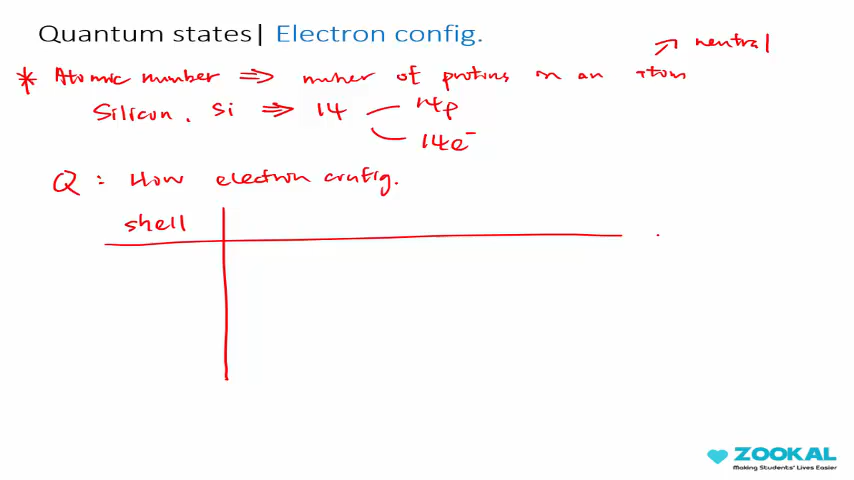 Quantum states| Electron config.
neutral
* Atomic number ⇒ number of protons in an atom
Silicon, Si ⇒ 14
14p
14e⁻
Q: How electron config.
shell
ZOOKAL
Making Students' Lives Easier